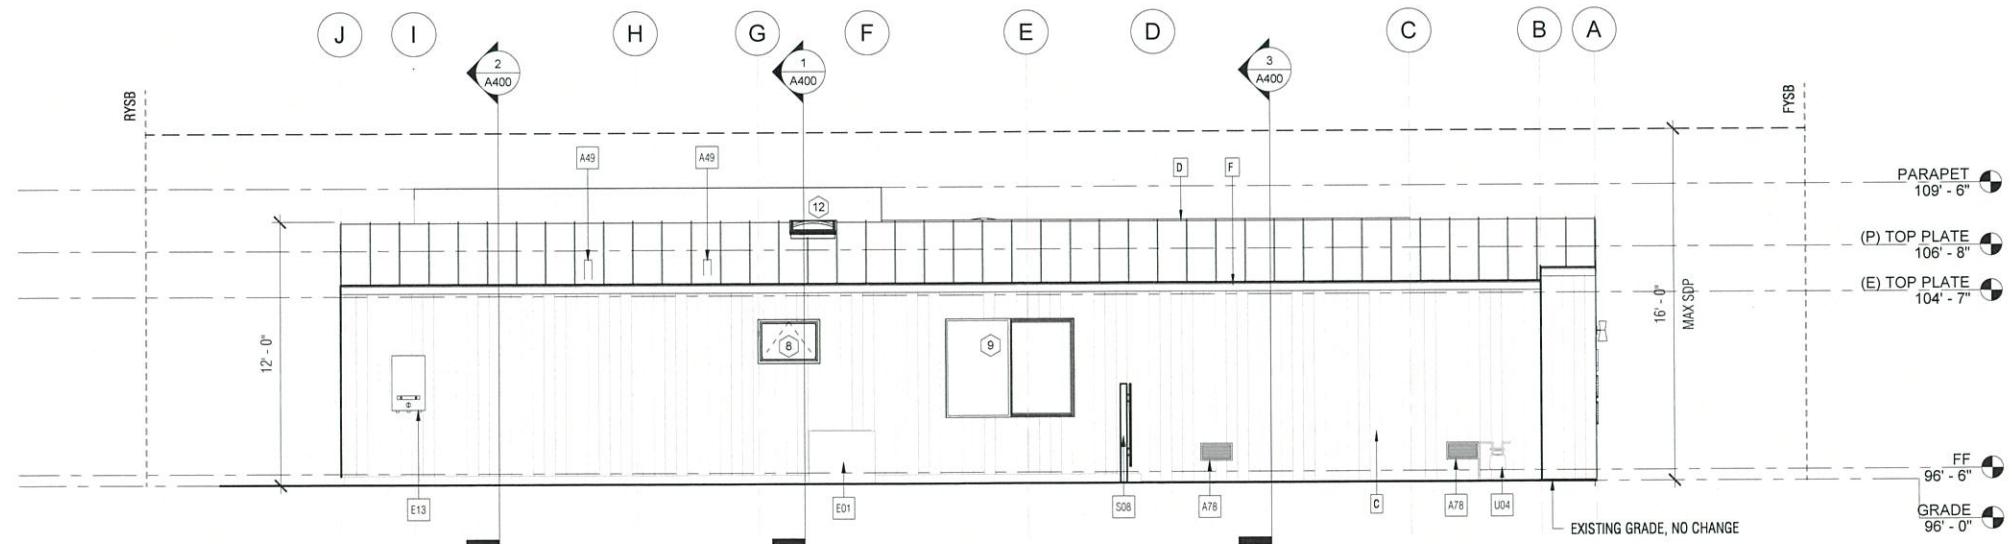 J I H G F E D C B A
2
A400
1
A400
3
A400
RYSB
FYSB
A49
A49
D
F
PARAPET
109' - 6"
12
(P) TOP PLATE
106' - 8"
(E) TOP PLATE
104' - 7"
16' - 0"
MAX SDP
12' - 0"
8
9
FF
96' - 6"
E13
E01
S08
A78
C
A78
U04
GRADE
96' - 0"
EXISTING GRADE, NO CHANGE